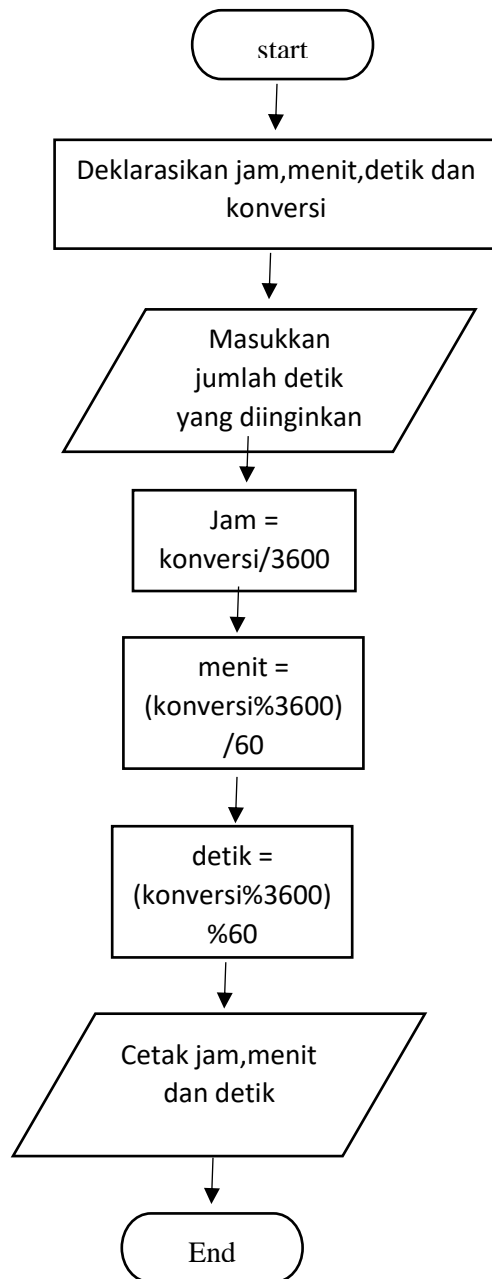 start
Deklarasikan jam,menit,detik dan
konversi
Masukkan
jumlah detik
yang diinginkan
Jam =
konversi/3600
menit =
(konversi%3600)
/60
detik =
(konversi%3600)
%60
Cetak jam,menit
dan detik
End